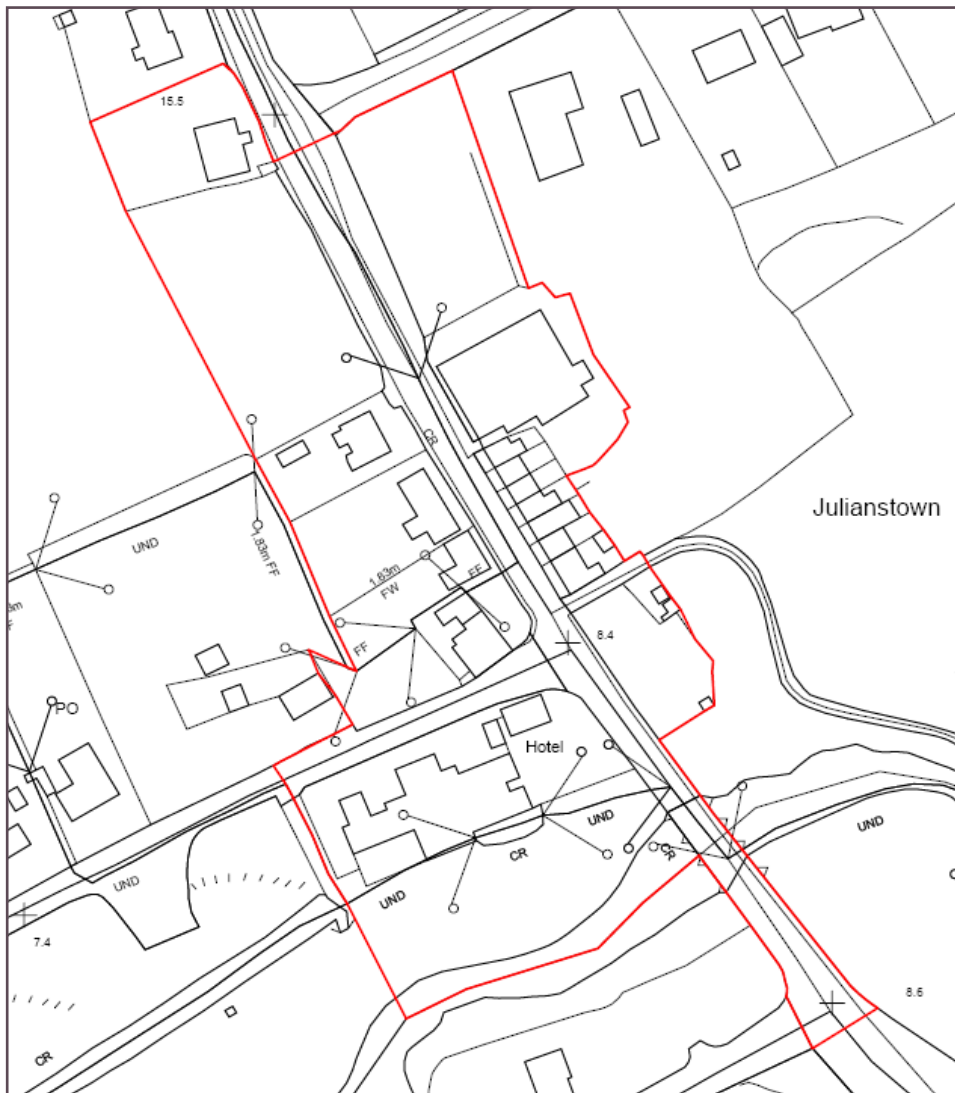 15.5
CR
UND
1.83m FF
1.83m
FW
FF
Julianstown
FF
8.4
PO
Hotel
UND
CR
UND
UND
UND
CR
7.4
8.6
CR